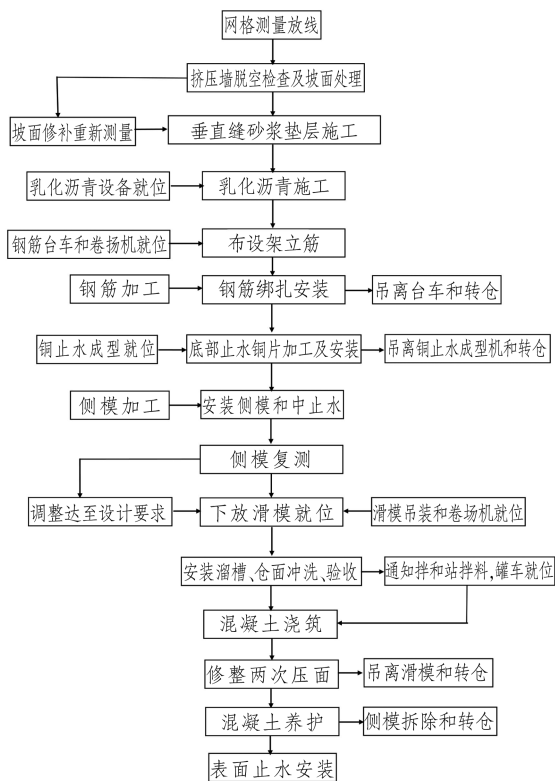 网格测量放线
挤压墙脱空检查及坡面处理
坡面修补重新测量
垂直缝砂浆垫层施工
乳化沥青设备就位
乳化沥青施工
钢筋台车和卷扬机就位
布设架立筋
钢筋加工
钢筋绑扎安装
吊离台车和转仓
铜止水成型就位
底部止水铜片加工及安装
吊离铜止水成型机和转仓
侧模加工
安装侧模和中止水
侧模复测
调整达至设计要求
下放滑模就位
滑模吊装和卷场机就位
安装溜槽、仓面冲洗、验收
通知拌和站拌料,罐车就位
混凝土浇筑
修整两次压面
吊离滑模和转仓
混凝土养护
侧模拆除和转仓
表面止水安装